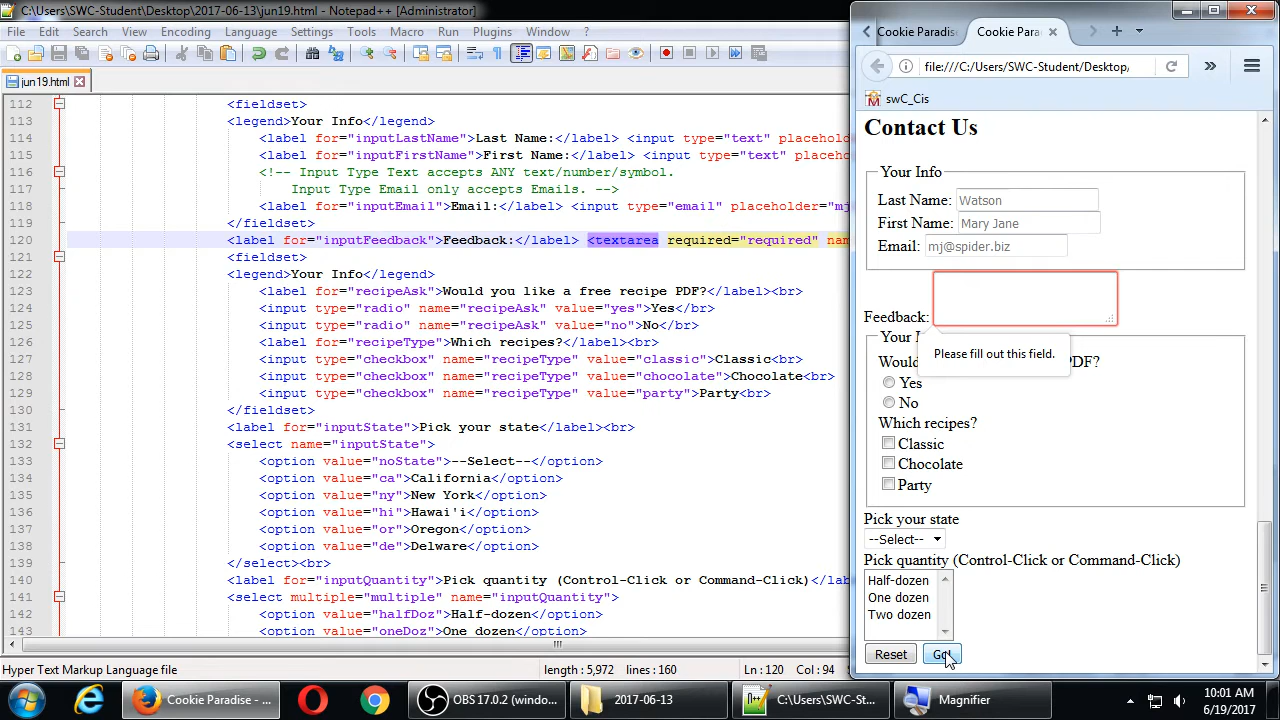 C:\Users\SWC-Student\Desktop\2017-06-13\jun19.html - Notepad++ [Administrator]
File Edit Search View Encoding Language Settings Tools Macro Run Plugins Window ?
jun19.html
112 <fieldset>
113 <legend>Your Info</legend>
114 <label for="inputLastName">Last Name:</label> <input type="text" placeholde
115 <label for="inputFirstName">First Name:</label> <input type="text" placehol
116 <!-- Input Type Text accepts ANY text/number/symbol.
117 Input Type Email only accepts Emails. -->
118 <label for="inputEmail">Email:</label> <input type="email" placeholder="mj
119 </fieldset>
120 <label for="inputFeedback">Feedback:</label> <textarea required="required" nam
121 <fieldset>
122 <legend>Your Info</legend>
123 <label for="recipeAsk">Would you like a free recipe PDF?</label><br>
124 <input type="radio" name="recipeAsk" value="yes">Yes</br>
125 <input type="radio" name="recipeAsk" value="no">No</br>
126 <label for="recipeType">Which recipes?</label><br>
127 <input type="checkbox" name="recipeType" value="classic">Classic<br>
128 <input type="checkbox" name="recipeType" value="chocolate">Chocolate<br>
129 <input type="checkbox" name="recipeType" value="party">Party<br>
130 </fieldset>
131 <label for="inputState">Pick your state</label><br>
132 <select name="inputState">
133 <option value="noState">--Select--</option>
134 <option value="ca">California</option>
135 <option value="ny">New York</option>
136 <option value="hi">Hawai'i</option>
137 <option value="or">Oregon</option>
138 <option value="de">Delware</option>
139 </select><br>
140 <label for="inputQuantity">Pick quantity (Control-Click or Command-Click)</lab
141 <select multiple="multiple" name="inputQuantity">
142 <option value="halfDoz">Half-dozen</option>
143 <option value="oneDoz">One dozen</option>
Hyper Text Markup Language file length : 5,972 lines : 160 Ln : 120 Col : 94
Cookie Paradise Cookie Par
file:///C:/Users/SWC-Student/Desktop/
swC_Cis
Contact Us
Your Info
Last Name: Watson
First Name: Mary Jane
Email: mj@spider.biz
Feedback:
Please fill out this field.
Your I
Would PDF?
Yes
No
Which recipes?
Classic
Chocolate
Party
Pick your state
--Select--
Pick quantity (Control-Click or Command-Click)
Half-dozen
One dozen
Two dozen
Reset Go!
Cookie Paradise - ... OBS 17.0.2 (windo... 2017-06-13 C:\Users\SWC-Stud... Magnifier
10:01 AM
6/19/2017